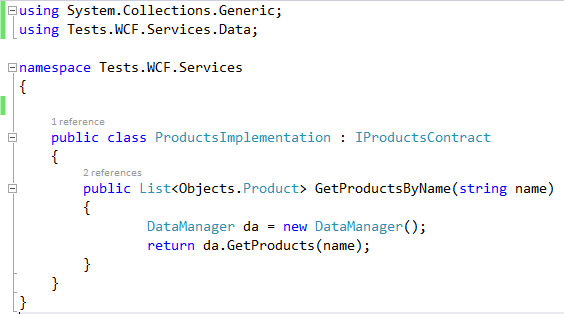 using System.Collections.Generic;
using Tests.WCF.Services.Data;
namespace Tests.WCF.Services
{
1 reference
public class ProductsImplementation : IProductsContract
{
2 references
public List<Objects.Product> GetProductsByName(string name)
{
DataManager da = new DataManager();
return da.GetProducts(name);
}
}
}